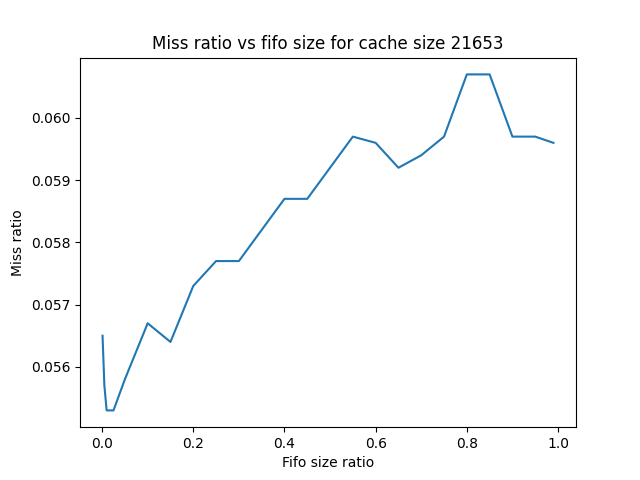 Miss ratio vs fifo size for cache size 21653
0.060
0.059
0.058
0.057
0.056
Miss ratio
0.0 0.2 0.4 0.6 0.8 1.0
Fifo size ratio